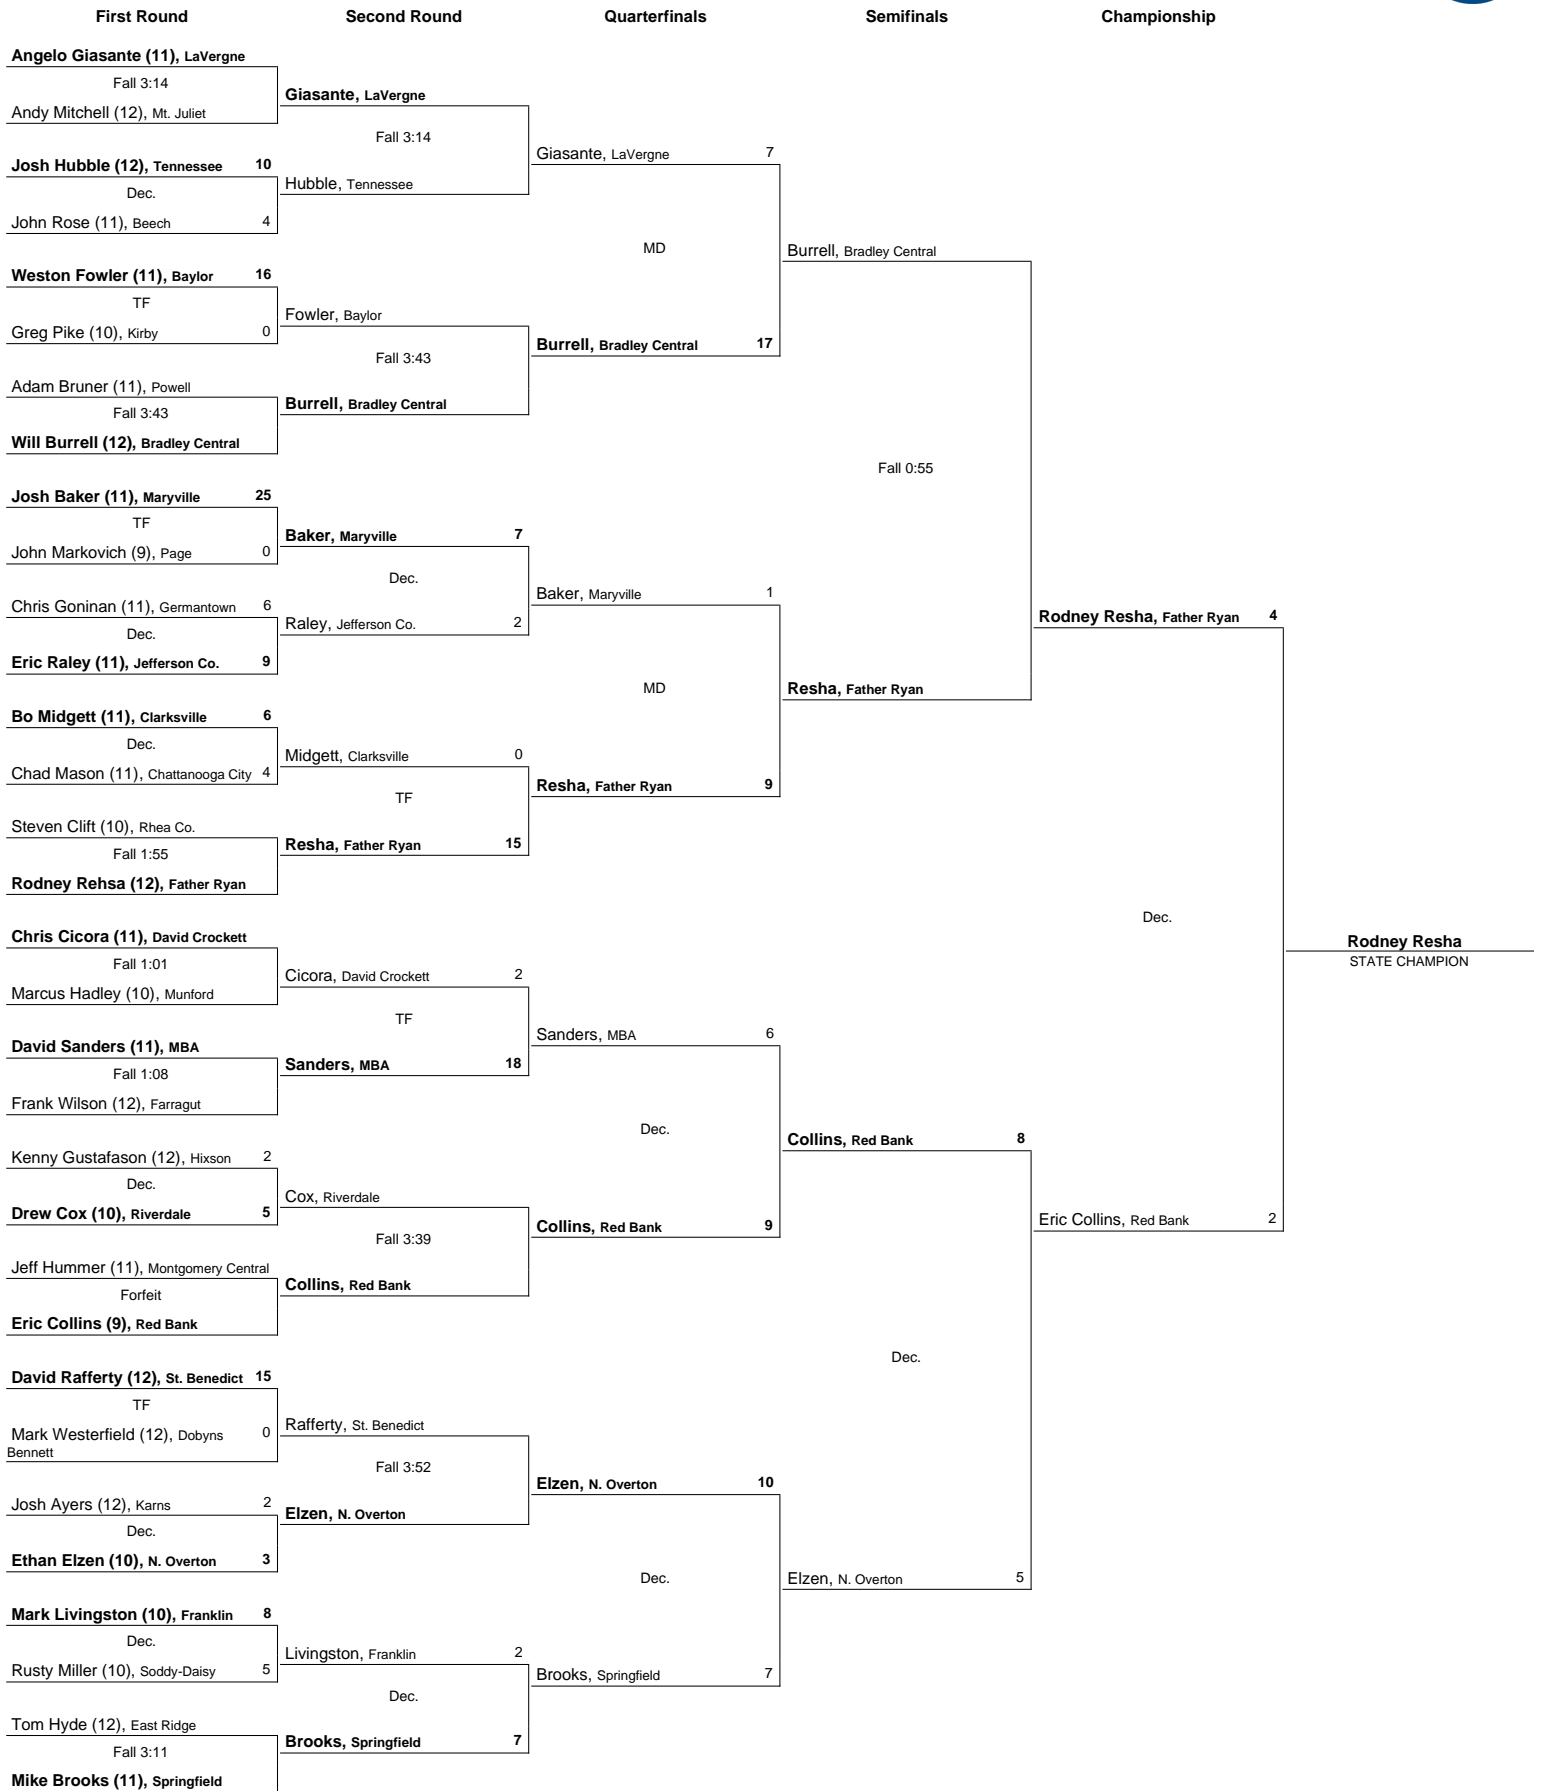 First Round Second Round Quarterfinals Semifinals Championship
Angelo Giasante (11), LaVergne
Fall 3:14
Andy Mitchell (12), Mt. Juliet
Josh Hubble (12), Tennessee 10
Dec.
John Rose (11), Beech 4
Weston Fowler (11), Baylor 16
TF
Greg Pike (10), Kirby 0
Adam Bruner (11), Powell
Fall 3:43
Will Burrell (12), Bradley Central
Josh Baker (11), Maryville 25
TF
John Markovich (9), Page 0
Chris Goninan (11), Germantown 6
Dec.
Eric Raley (11), Jefferson Co. 9
Bo Midgett (11), Clarksville 6
Dec.
Chad Mason (11), Chattanooga City 4
Steven Clift (10), Rhea Co.
Fall 1:55
Rodney Rehsa (12), Father Ryan
Chris Cicora (11), David Crockett
Fall 1:01
Marcus Hadley (10), Munford
David Sanders (11), MBA
Fall 1:08
Frank Wilson (12), Farragut
Kenny Gustafason (12), Hixson 2
Dec.
Drew Cox (10), Riverdale 5
Jeff Hummer (11), Montgomery Central
Forfeit
Eric Collins (9), Red Bank
David Rafferty (12), St. Benedict 15
TF
Mark Westerfield (12), Dobyns 0
Bennett
Josh Ayers (12), Karns 2
Dec.
Ethan Elzen (10), N. Overton 3
Mark Livingston (10), Franklin 8
Dec.
Rusty Miller (10), Soddy-Daisy 5
Tom Hyde (12), East Ridge
Fall 3:11
Mike Brooks (11), Springfield
Giasante, LaVergne
Fall 3:14
Hubble, Tennessee
Fowler, Baylor
Fall 3:43
Burrell, Bradley Central
Baker, Maryville 7
Dec.
Raley, Jefferson Co. 2
Midgett, Clarksville 0
TF
Resha, Father Ryan 15
Cicora, David Crockett 2
TF
Sanders, MBA 18
Cox, Riverdale
Fall 3:39
Collins, Red Bank
Rafferty, St. Benedict
Fall 3:52
Elzen, N. Overton
Livingston, Franklin 2
Dec.
Brooks, Springfield 7
Giasante, LaVergne 7
MD
Burrell, Bradley Central 17
Baker, Maryville 1
MD
Resha, Father Ryan 9
Sanders, MBA 6
Dec.
Collins, Red Bank 9
Elzen, N. Overton 10
Dec.
Brooks, Springfield 7
Burrell, Bradley Central
Fall 0:55
Resha, Father Ryan
Collins, Red Bank 8
Dec.
Elzen, N. Overton 5
Rodney Resha, Father Ryan 4
Dec.
Eric Collins, Red Bank 2
Rodney Resha
STATE CHAMPION